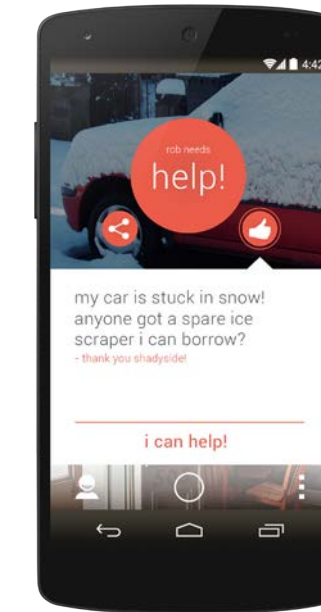 4:42
rob needs
help!
my car is stuck in snow!
anyone got a spare ice
scraper i can borrow?
- thank you shadyside!
i can help!